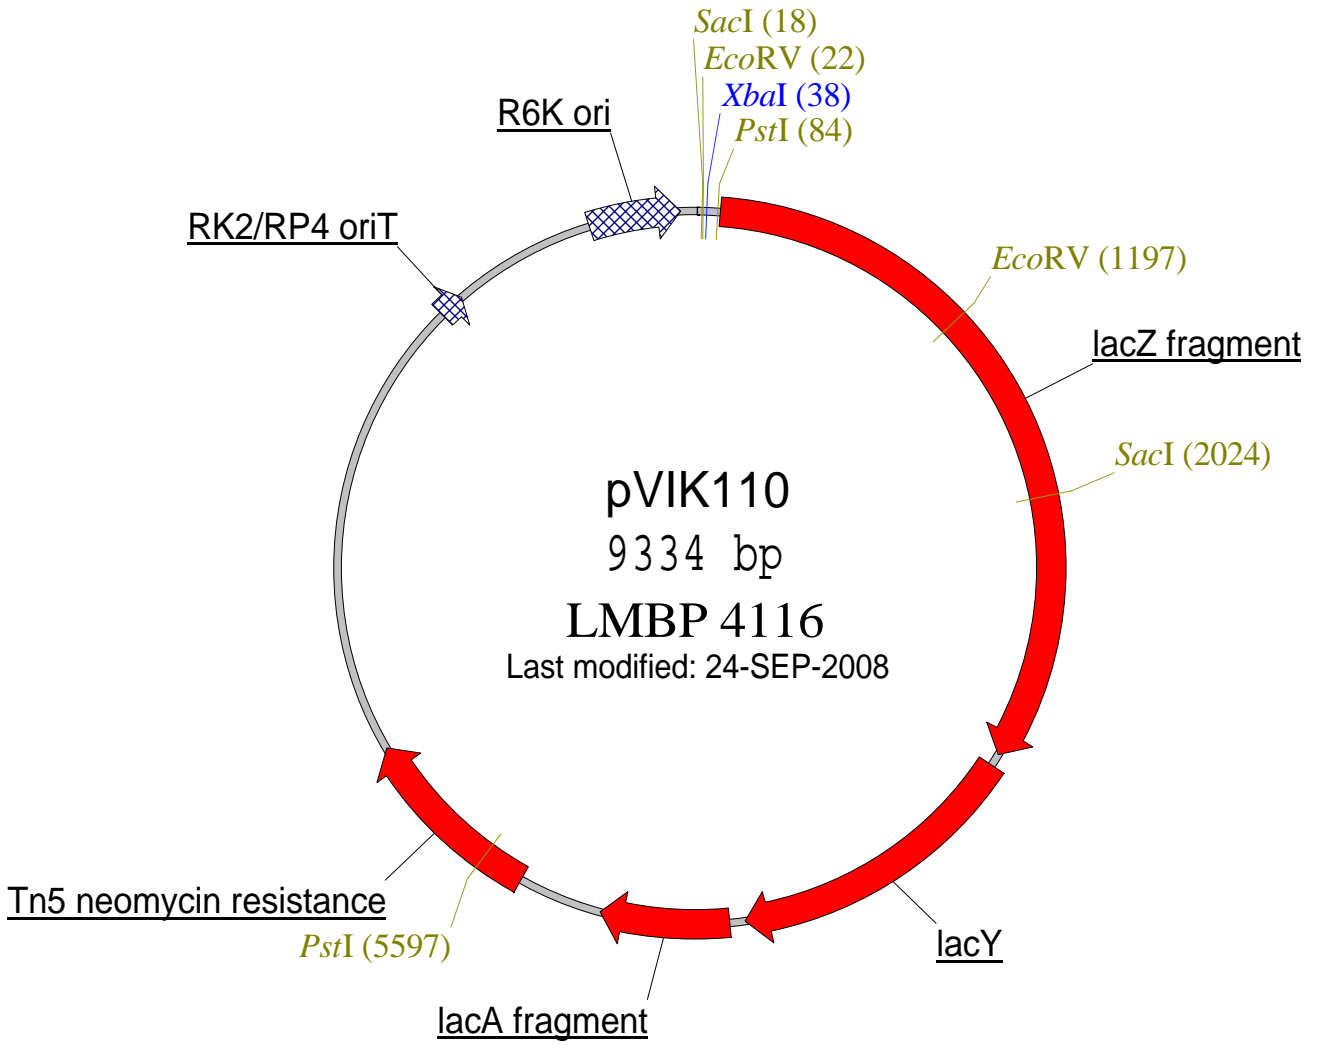 SacI (18)
EcoRV (22)
XbaI (38)
PstI (84)
R6K ori
RK2/RP4 oriT
EcoRV (1197)
lacZ fragment
SacI (2024)
pVIK110
9334 bp
LMBP 4116
Last modified: 24-SEP-2008
Tn5 neomycin resistance
PstI (5597)
lacY
lacA fragment